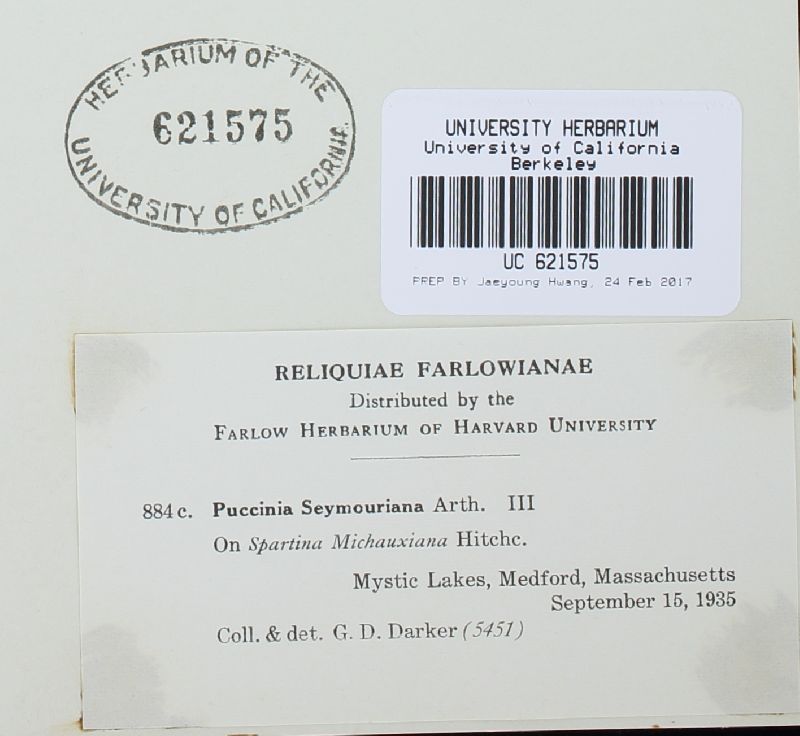 HERBARIUM OF THE
621575
UNIVERSITY OF CALIFORNIA.
UNIVERSITY HERBARIUM
University of California
Berkeley
UC 621575
PREP BY Jaeyoung Hwang, 24 Feb 2017
RELIQUIAE FARLOWIANAE
Distributed by the
FARLOW HERBARIUM OF HARVARD UNIVERSITY
884c. Puccinia Seymouriana Arth. III
On Spartina Michauxiana Hitchc.
Mystic Lakes, Medford, Massachusetts
September 15, 1935
Coll. & det. G. D. Darker (5451)